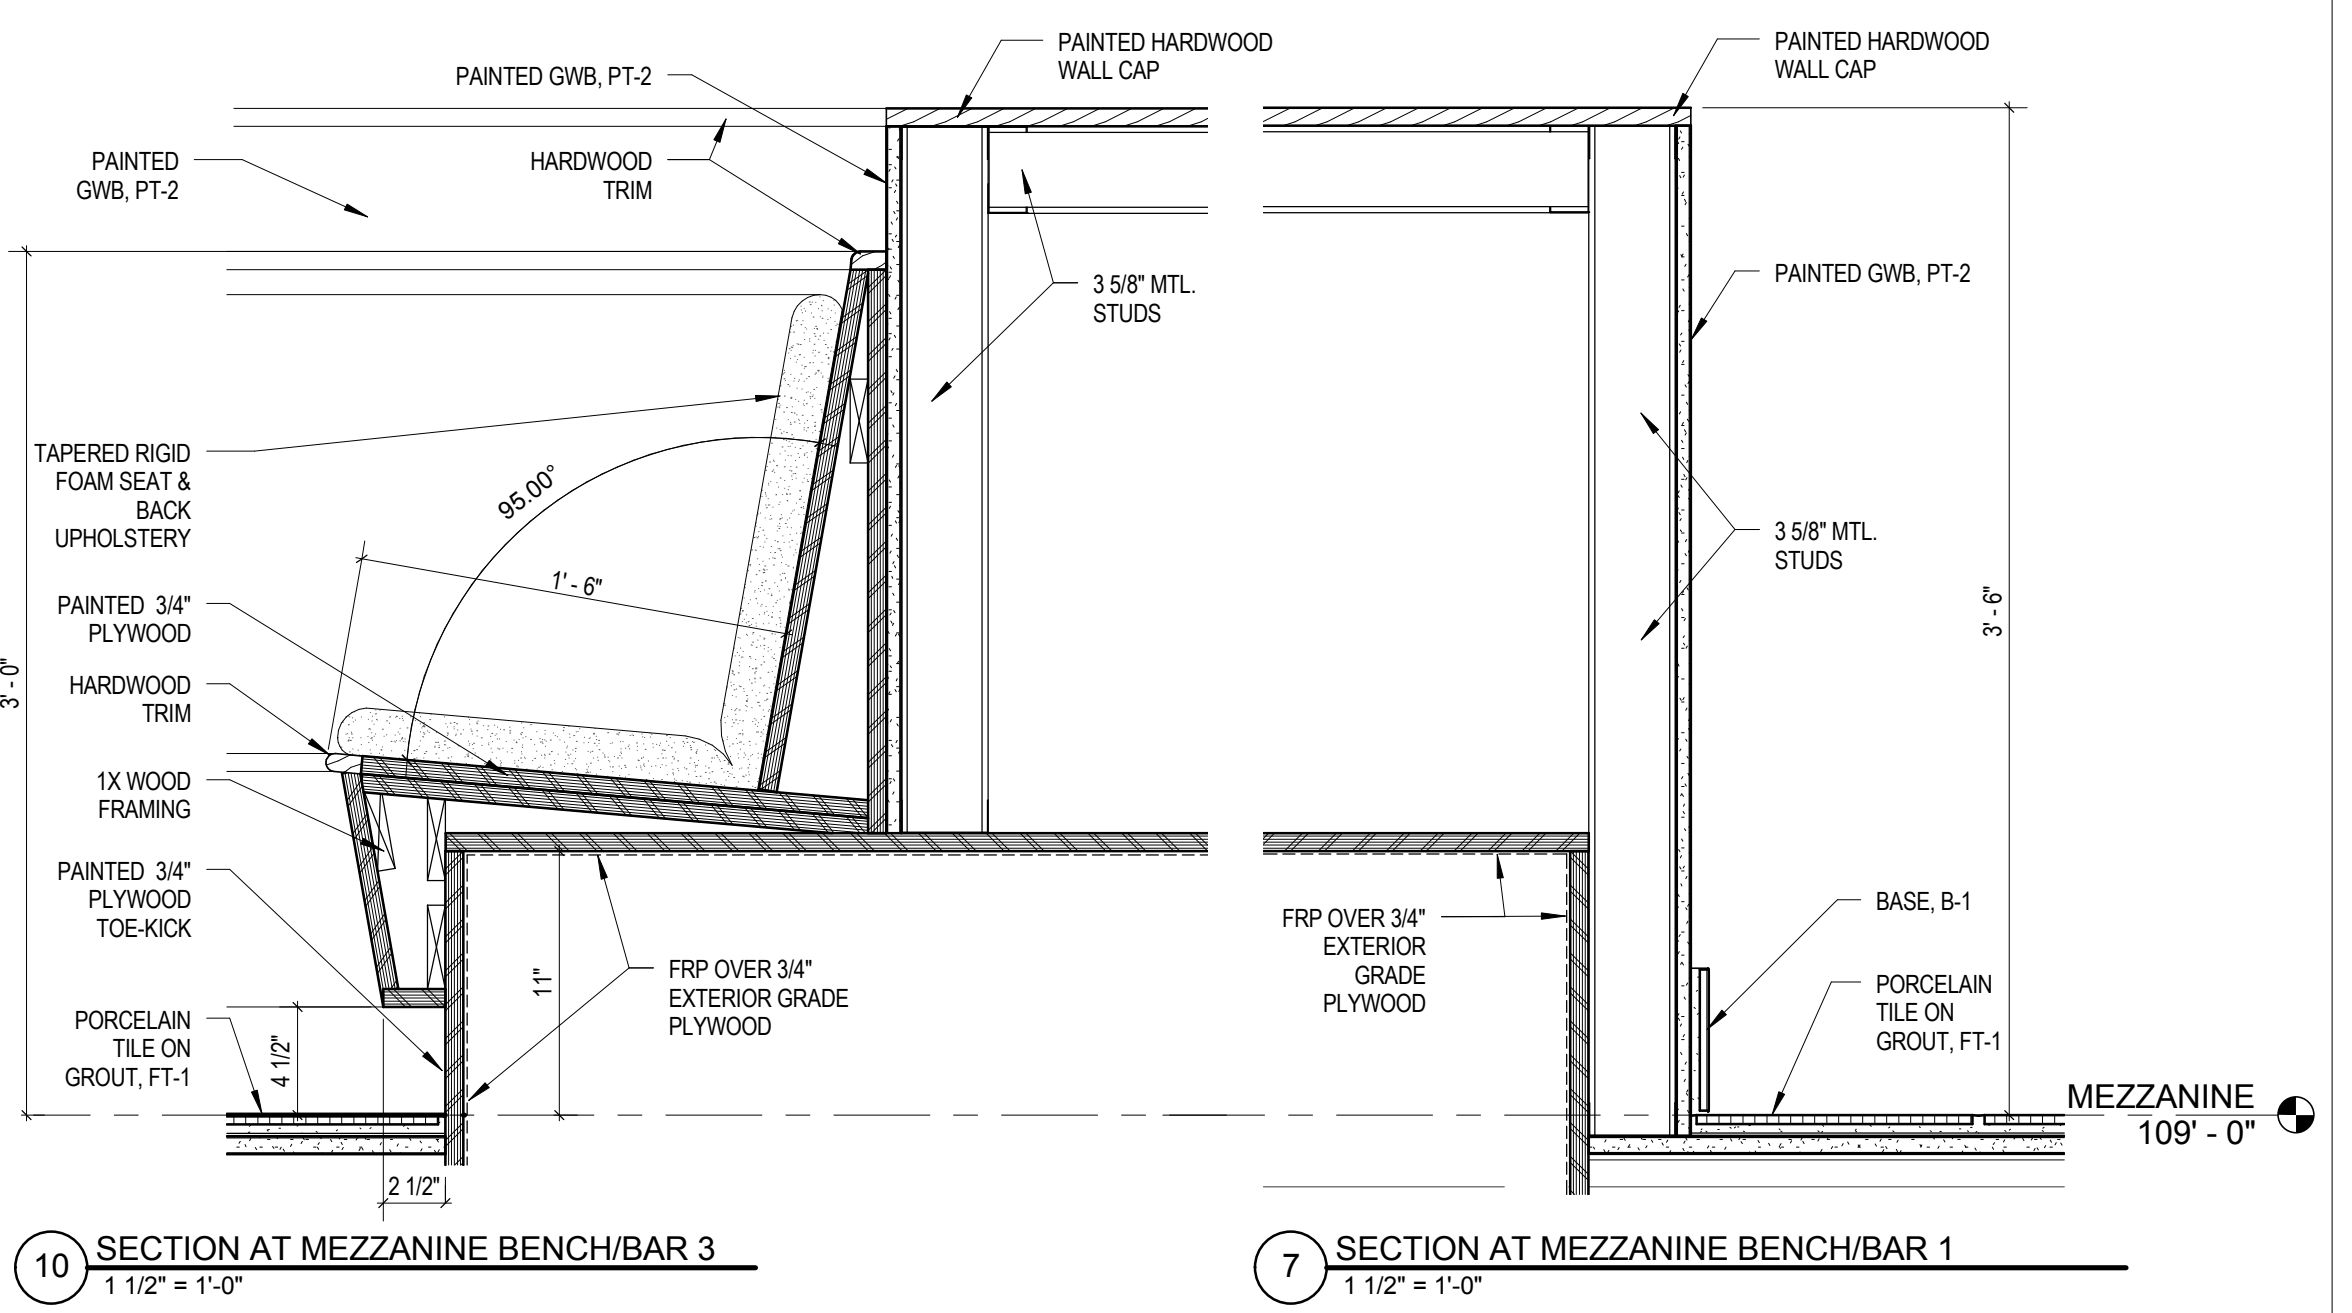 PAINTED HARDWOOD
WALL CAP
PAINTED GWB, PT-2
PAINTED
GWB, PT-2
HARDWOOD
TRIM
3 5/8" MTL.
STUDS
TAPERED RIGID
FOAM SEAT &
BACK
UPHOLSTERY
95.00°
1' - 6"
PAINTED 3/4"
PLYWOOD
3' - 0"
HARDWOOD
TRIM
1X WOOD
FRAMING
PAINTED 3/4"
PLYWOOD
TOE-KICK
PORCELAIN
TILE ON
GROUT, FT-1
4 1/2"
11"
FRP OVER 3/4"
EXTERIOR GRADE
PLYWOOD
2 1/2"
10
SECTION AT MEZZANINE BENCH/BAR 3
1 1/2" = 1'-0"
PAINTED HARDWOOD
WALL CAP
PAINTED GWB, PT-2
3 5/8" MTL.
STUDS
3' - 6"
FRP OVER 3/4"
EXTERIOR
GRADE
PLYWOOD
BASE, B-1
PORCELAIN
TILE ON
GROUT, FT-1
MEZZANINE
109' - 0"
7
SECTION AT MEZZANINE BENCH/BAR 1
1 1/2" = 1'-0"